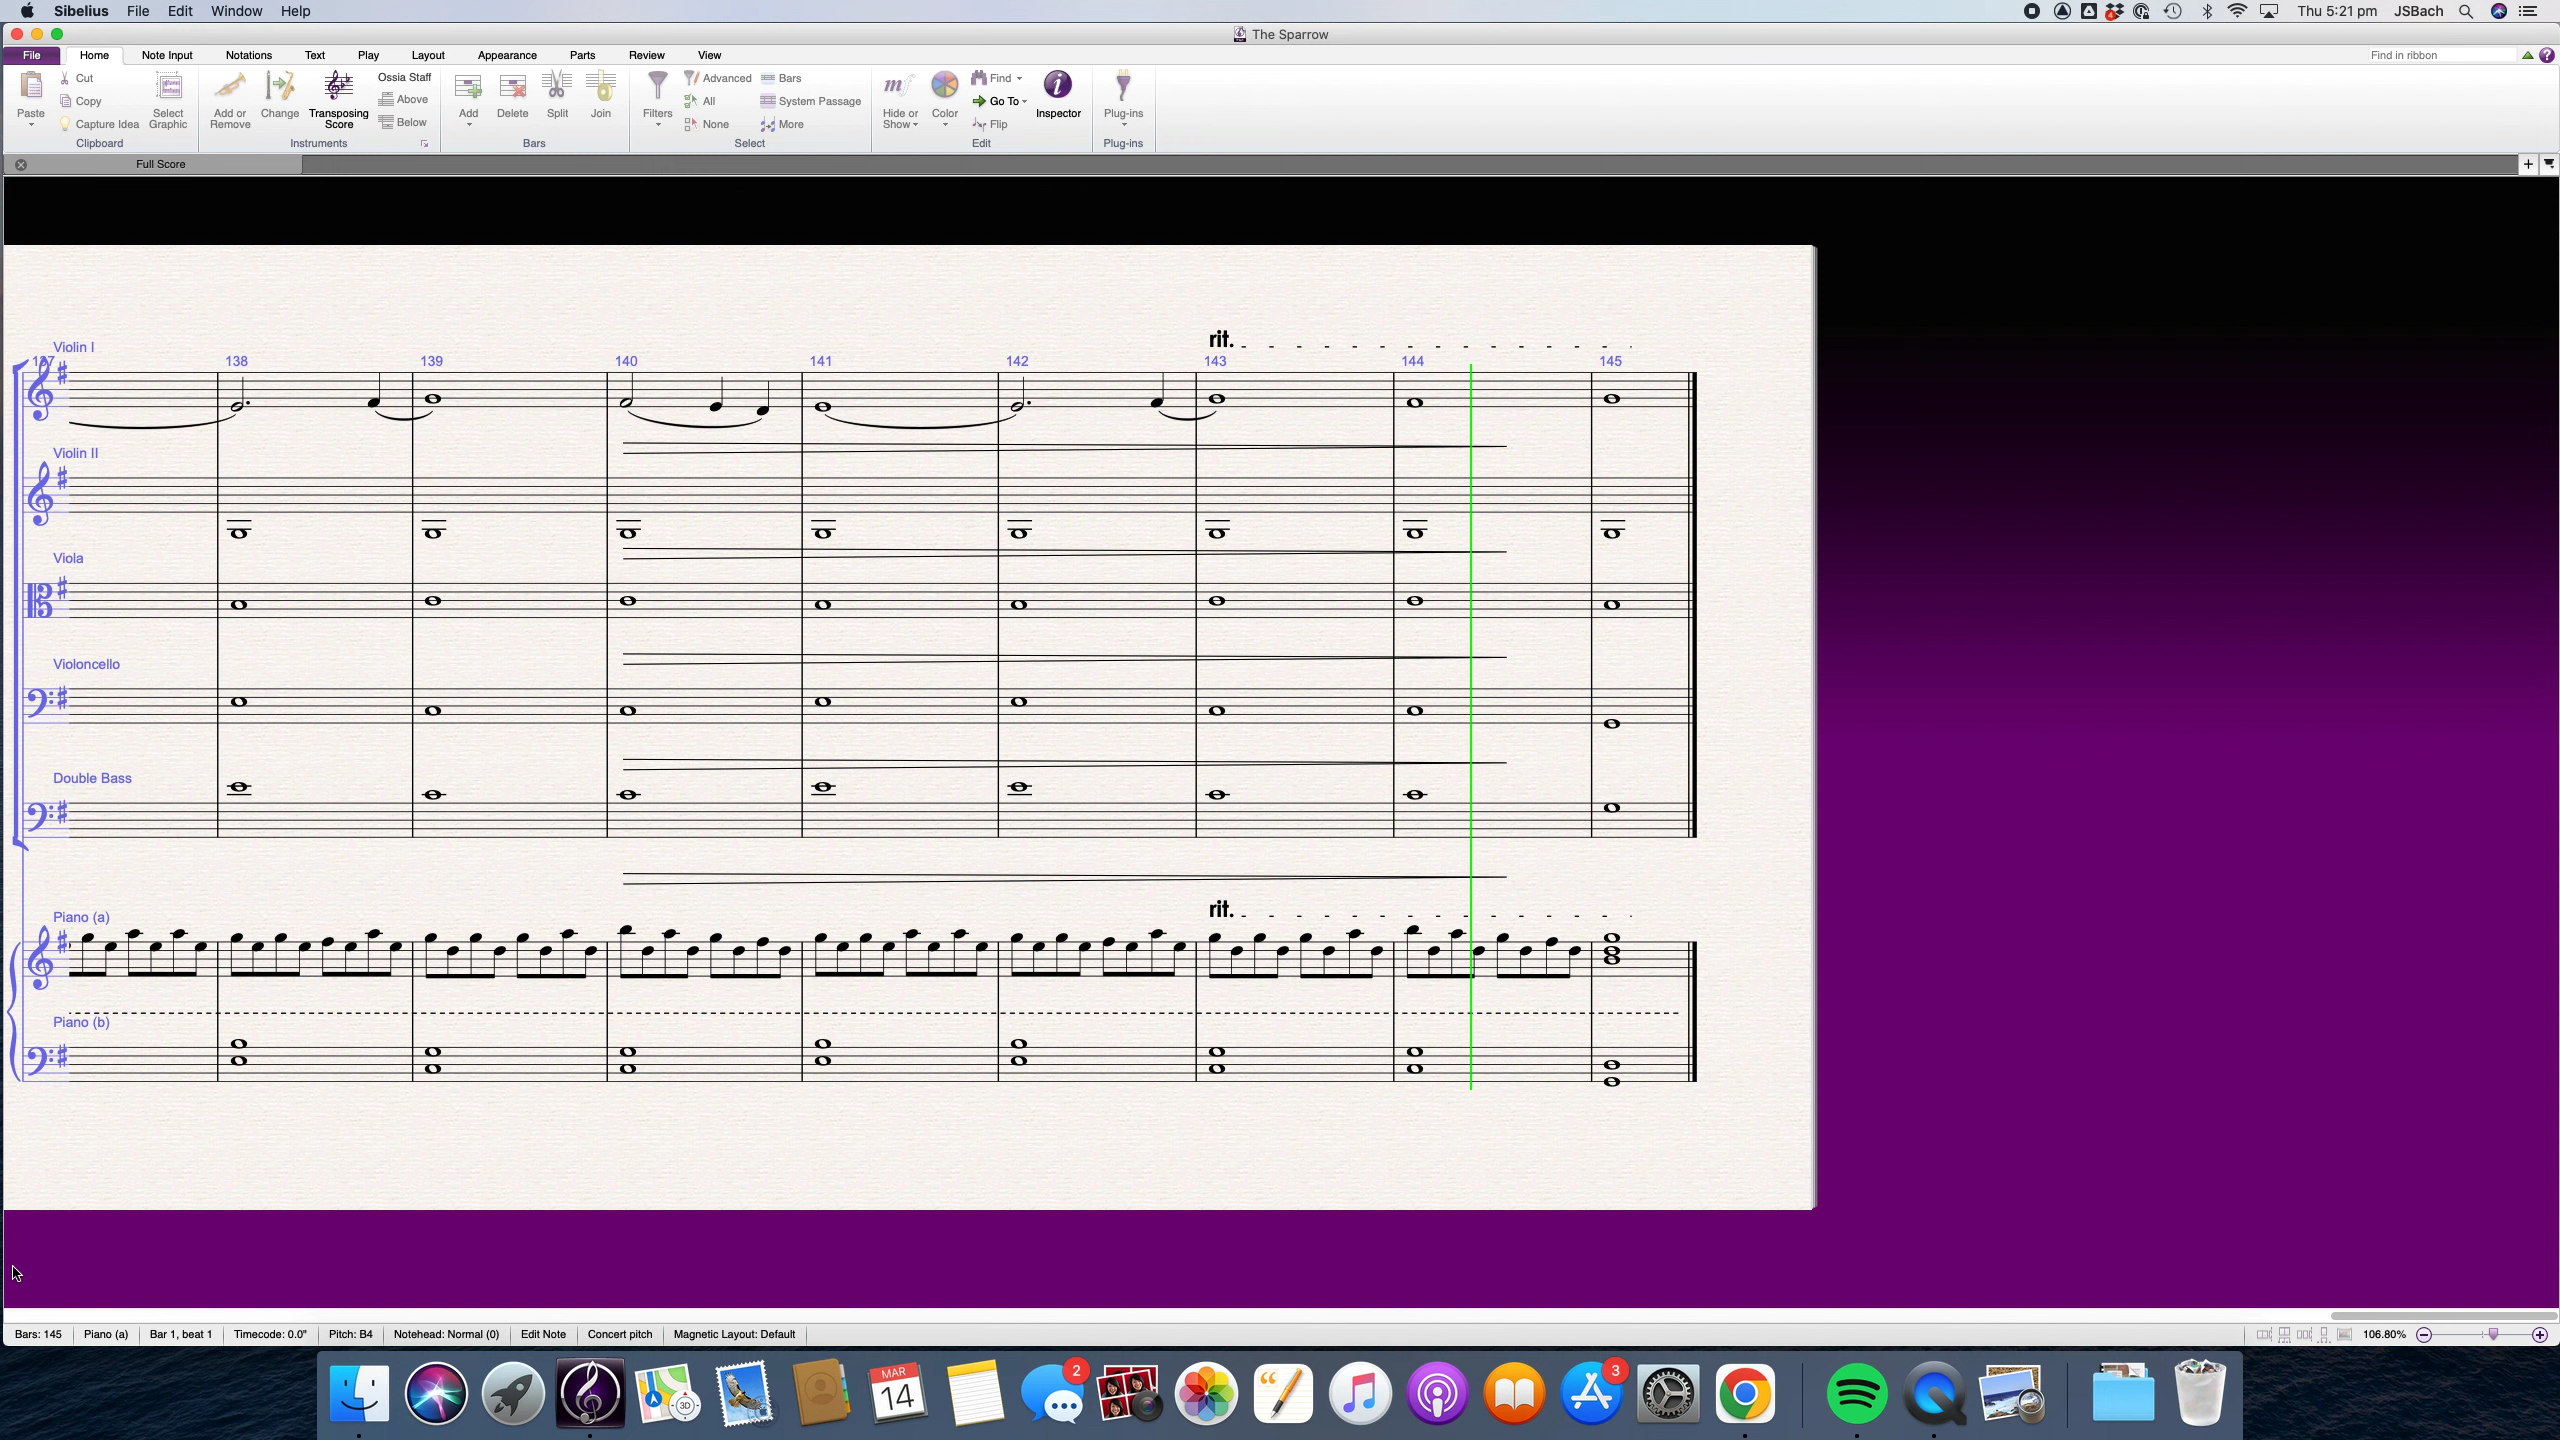 Sibelius File Edit Window Help
4 Thu 5:21 pm JSBach
The Sparrow
File Home Note Input Notations Text Play Layout Appearance Parts Review View Find in ribbon ?
Paste Cut Copy Capture Idea Select Graphic
Clipboard
Add or Remove Change Transposing Score Ossia Staff Above Below
Instruments
Add Delete Split Join
Bars
Filters Advanced All None Bars System Passage More
Select
mf Hide or Show Color Find Go To Flip i Inspector
Edit
Plug-ins
Plug-ins
Full Score +
rit.
Violin I
137 138 139 140 141 142 143 144 145
Violin II
Viola
Violoncello
Double Bass
rit.
Piano (a)
Piano (b)
Bars: 145 Piano (a) Bar 1, beat 1 Timecode: 0.0" Pitch: B4 Notehead: Normal (0) Edit Note Concert pitch Magnetic Layout: Default 106.80%
3D MAR 14 2 3